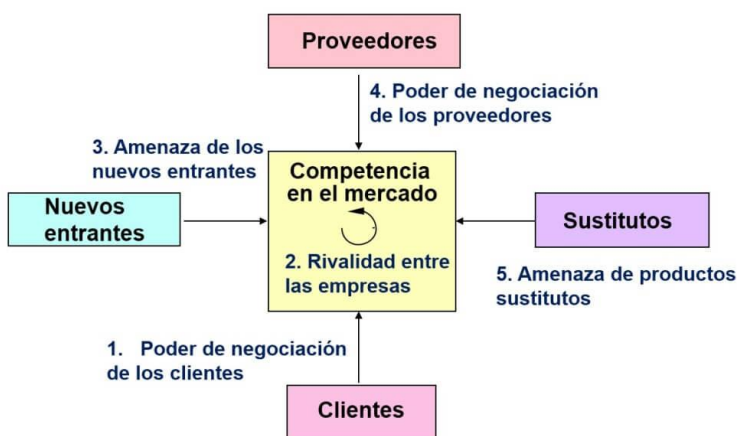 Proveedores
4. Poder de negociación
de los proveedores
3. Amenaza de los
nuevos entrantes
Competencia
en el mercado
2. Rivalidad entre
las empresas
Nuevos
entrantes
Sustitutos
5. Amenaza de productos
sustitutos
1. Poder de negociación
de los clientes
Clientes